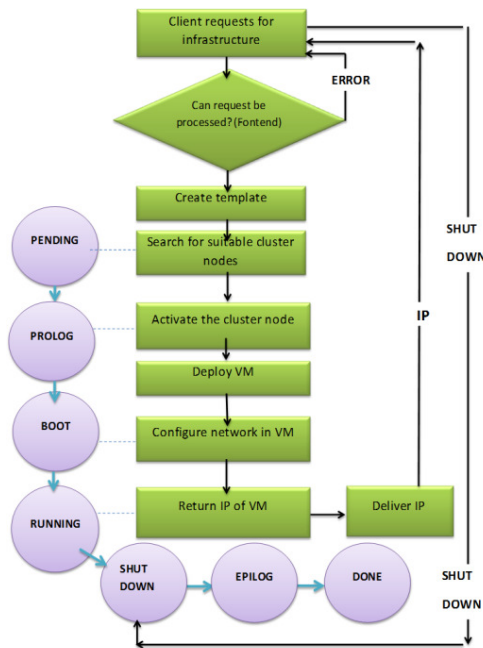 Client requests for
infrastructure
ERROR
Can request be
processed? (Fontend)
Create template
PENDING
Search for suitable cluster
nodes
SHUT
DOWN
IP
PROLOG
Activate the cluster node
Deploy VM
BOOT
Configure network in VM
RUNNING
Return IP of VM
Deliver IP
SHUT
DOWN
EPILOG
DONE
SHUT
DOWN